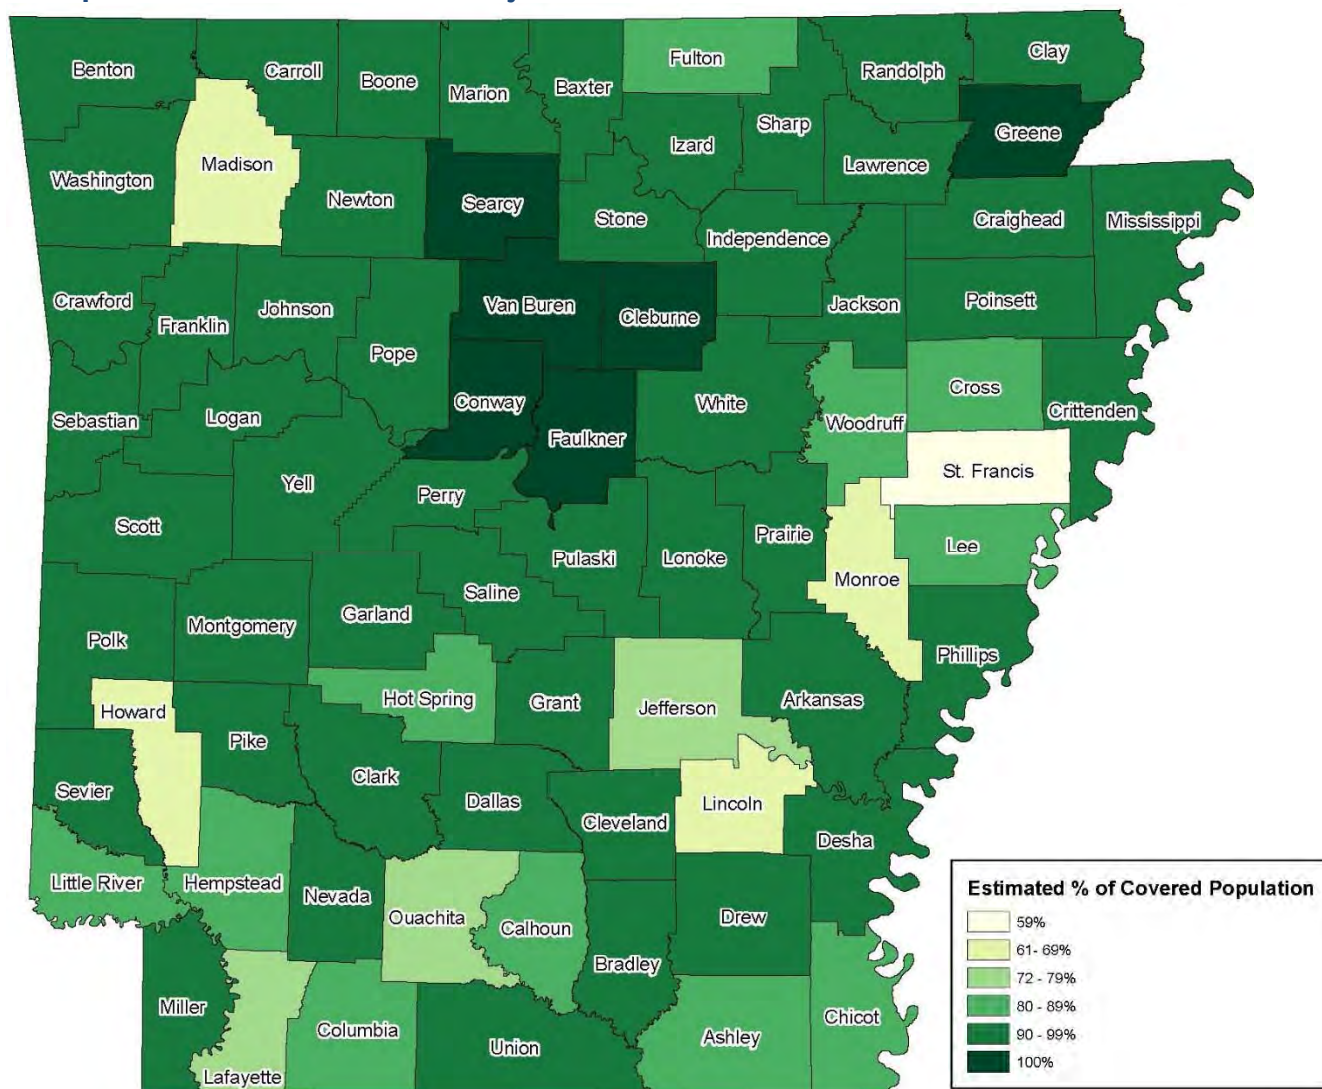 Benton
Carroll
Boone
Marion
Baxter
Fulton
Randolph
Clay
Greene
Sharp
Izard
Lawrence
Madison
Washington
Newton
Searcy
Stone
Independence
Craighead
Mississippi
Crawford
Franklin
Johnson
Van Buren
Cleburne
Jackson
Poinsett
Pope
Conway
White
Cross
Crittenden
Sebastian
Logan
Faulkner
Woodruff
St. Francis
Yell
Perry
Scott
Pulaski
Lonoke
Prairie
Lee
Monroe
Saline
Garland
Montgomery
Polk
Phillips
Hot Spring
Grant
Jefferson
Arkansas
Howard
Pike
Clark
Sevier
Dallas
Cleveland
Lincoln
Desha
Little River
Hempstead
Nevada
Ouachita
Calhoun
Drew
Bradley
Miller
Columbia
Union
Ashley
Chicot
Lafayette
Estimated % of Covered Population
59%
61- 69%
72 - 79%
80 - 89%
90 - 99%
100%